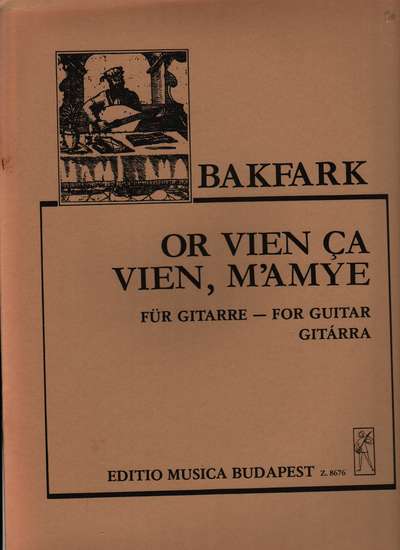 BAKFARK
OR VIEN ÇA
VIEN, M'AMYE
FÜR GITARRE — FOR GUITAR
GITÁRRA
EDITIO MUSICA BUDAPEST Z. 8676